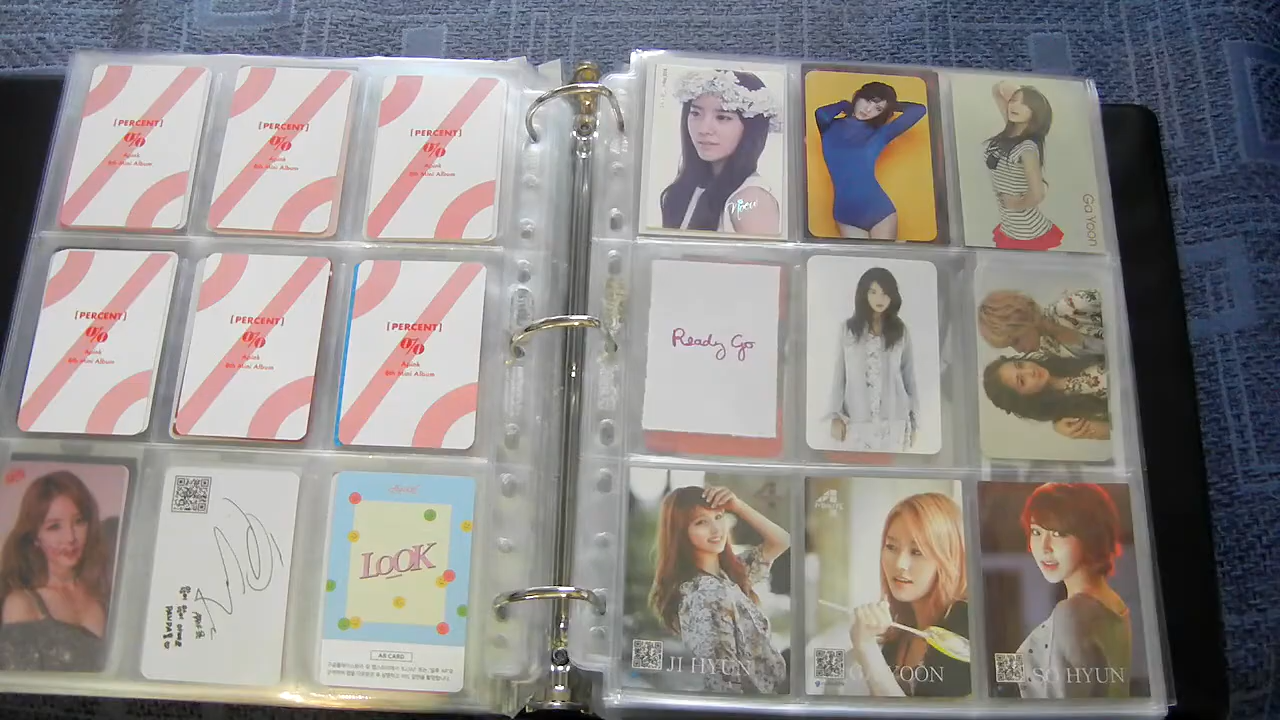 [PERCENT]
%
Apink
8th Mini Album
[PERCENT]
%
Apink
8th Mini Album
[PERCENT]
%
Apink
8th Mini Album
[PERCENT]
%
Apink
8th Mini Album
[PERCENT]
%
Apink
8th Mini Album
[PERCENT]
%
Apink
8th Mini Album
LOOK
AR CARD
Ga Yoon
Ready Go
JI HYUN
GA YOON
SO HYUN